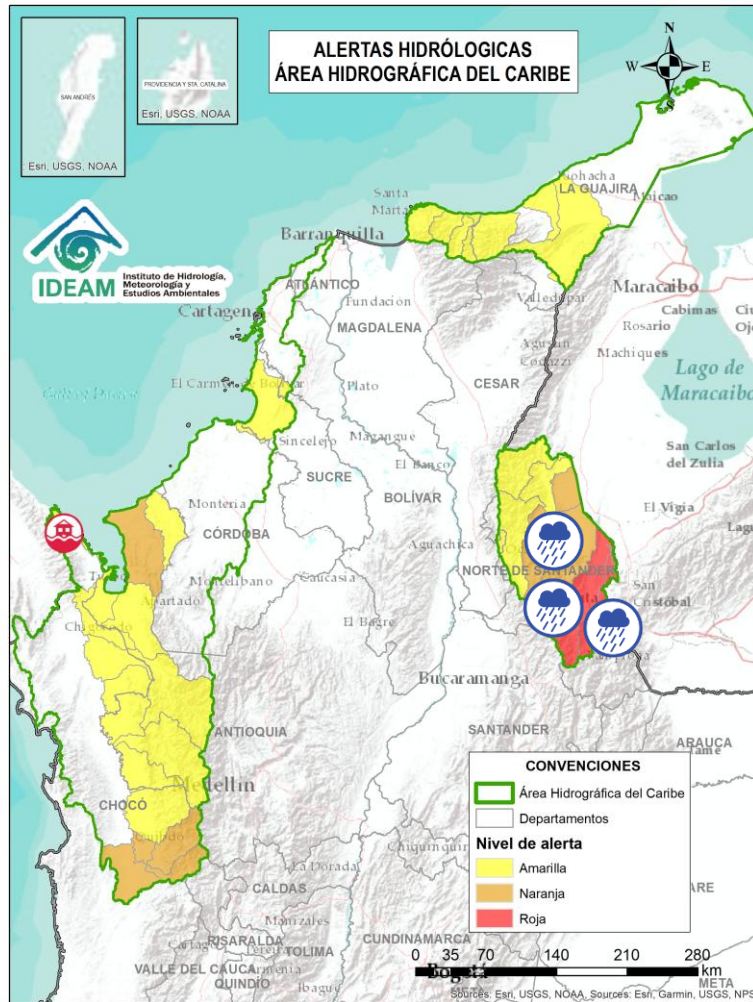 ALERTAS HIDRÓLOGICAS
ÁREA HIDROGRÁFICA DEL CARIBE
N
W
E
S
SAN ANDRÉS
Esri, USGS, NOAA
PROVIDENCIA Y STA. CATALINA
Esri, USGS, NOAA
IDEAM
Instituto de Hidrología,
Meteorología y
Estudios Ambientales
LA GUAJIRA
Maicao
Santa
Marta
Barranquilla
ATLÁNTICO
Cartagena
Fundación
MAGDALENA
Valledupar
Maracaibo
Cabimas
Rosario
Machiques
Agustín
Codazzi
CESAR
Lago de
Maracaibo
El Carmen de Bolívar
Plato
Sincelejo
Magangue
San Carlos
del Zulia
El Banco
SUCRE
BOLÍVAR
Montería
CÓRDOBA
El Vigía
Aguachica
NORTE DE SANTANDER
San
Cristóbal
Montelíbano
Caucasia
Apartado
El Bagre
Bucaramanga
ANTIOQUIA
SANTANDER
ARAUCA
Medellín
CHOCÓ
La Dorada
Chiquinquirá
CALDAS
Manizales
RISARALDA
TOLIMA
CUNDINAMARCA
VALLE DEL CAUCA
Armenia
QUINDÍO
Ibague
Bogotá
META
META
CONVENCIONES
Área Hidrográfica del Caribe
Departamentos
Nivel de alerta
Amarilla
Naranja
Roja
0 35 70 140 210 280
km
Sources: Esri, USGS, NOAA, Sources: Esri, Garmin, USGS, NP